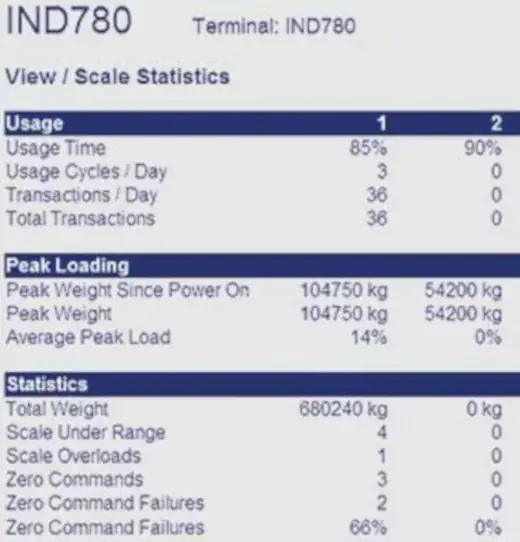 IND780 Terminal: IND780
View / Scale Statistics
Usage 1 2
Usage Time 85% 90%
Usage Cycles / Day 3 0
Transactions / Day 36 0
Total Transactions 36 0
Peak Loading
Peak Weight Since Power On 104750 kg 54200 kg
Peak Weight 104750 kg 54200 kg
Average Peak Load 14% 0%
Statistics
Total Weight 680240 kg 0 kg
Scale Under Range 4 0
Scale Overloads 1 0
Zero Commands 3 0
Zero Command Failures 2 0
Zero Command Failures 66% 0%